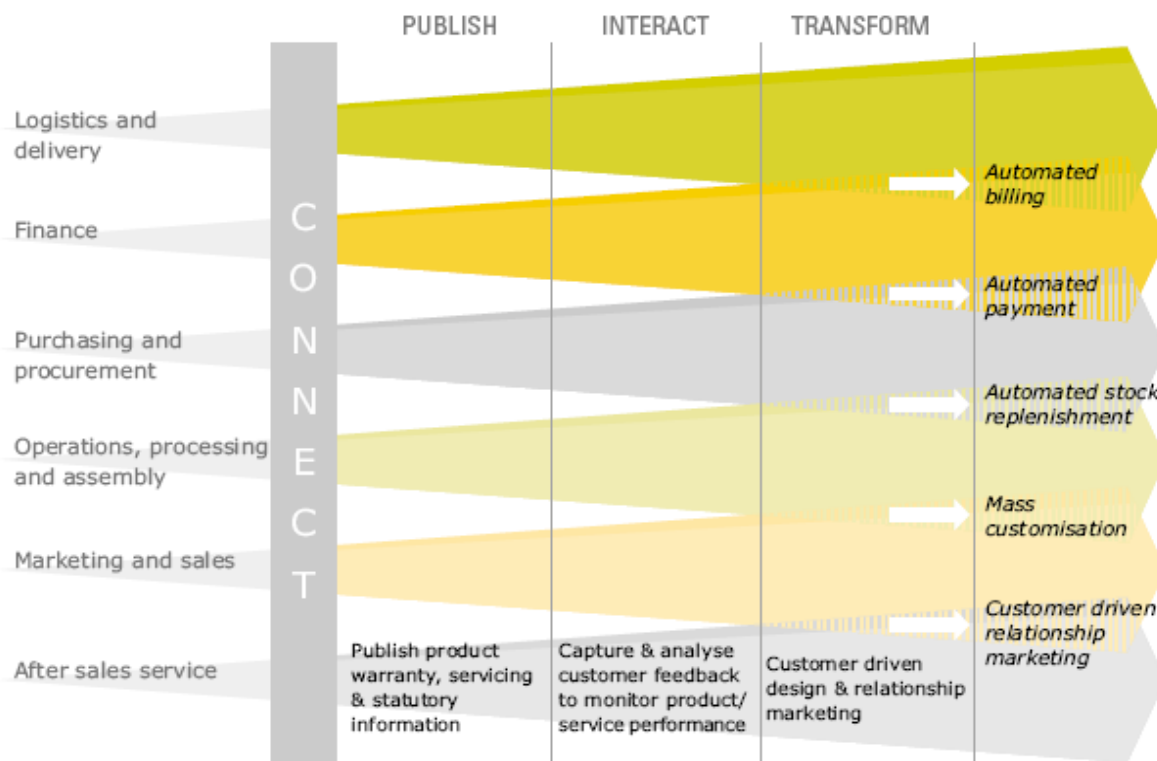 PUBLISH
INTERACT
TRANSFORM
CONNECT
Logistics and
delivery
Finance
Purchasing and
procurement
Operations, processing
and assembly
Marketing and sales
After sales service
Automated
billing
Automated
payment
Automated stock
replenishment
Mass
customisation
Customer driven
relationship
marketing
Publish product
warranty, servicing
& statutory
information
Capture & analyse
customer feedback
to monitor product/
service performance
Customer driven
design & relationship
marketing